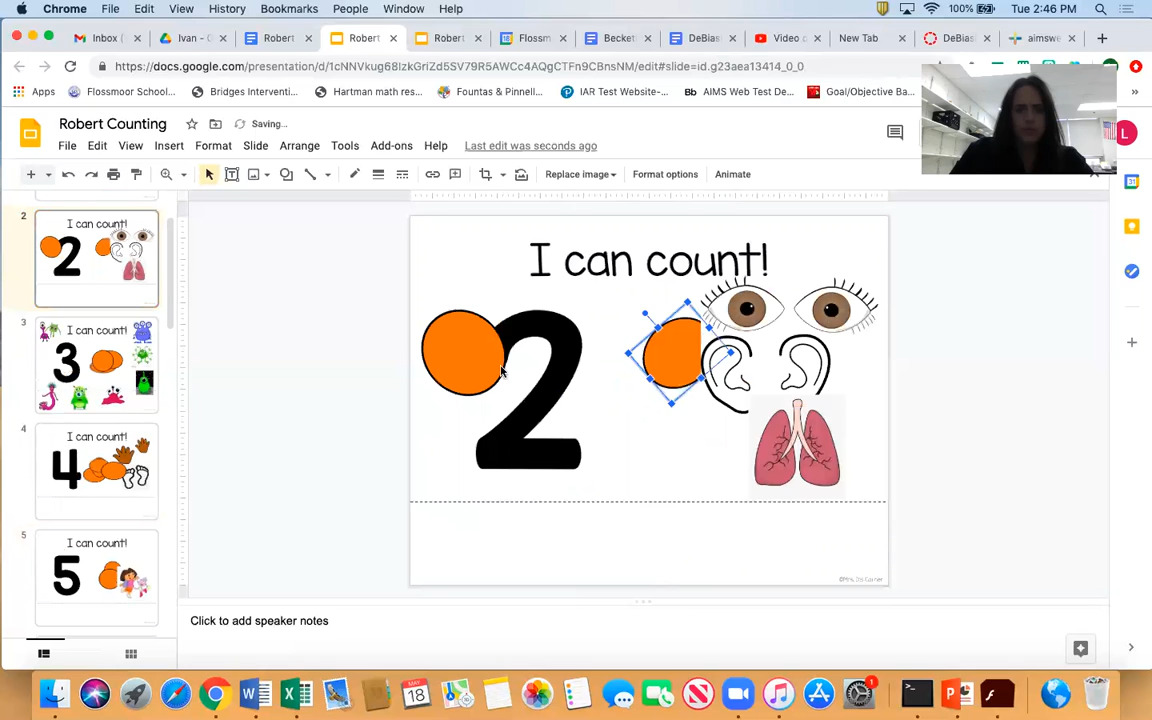 Chrome File Edit View History Bookmarks People Window Help 100% Tue 2:46 PM
Inbox ( Ivan - Robert Robert Robert Flossm Becket DeBias Video c New Tab DeBias aimswe
https://docs.google.com/presentation/d/1cNNVkug68IzkGriZd5SV79R5AWCc4AQgCTFn9CBnsNM/edit#slide=id.g23aea13414_0_0
Apps Flossmoor School... Bridges Interventi... Hartman math res... Fountas & Pinnell... IAR Test Website-... Bb AIMS Web Test De... Goal/Objective Ba... »
Robert Counting Saving... L
File Edit View Insert Format Slide Arrange Tools Add-ons Help Last edit was seconds ago
Replace image Format options Animate
2
I can count!
2
3
I can count!
3
4
I can count!
4
5
I can count!
5
I can count!
2
Click to add speaker notes
MAY
18
1